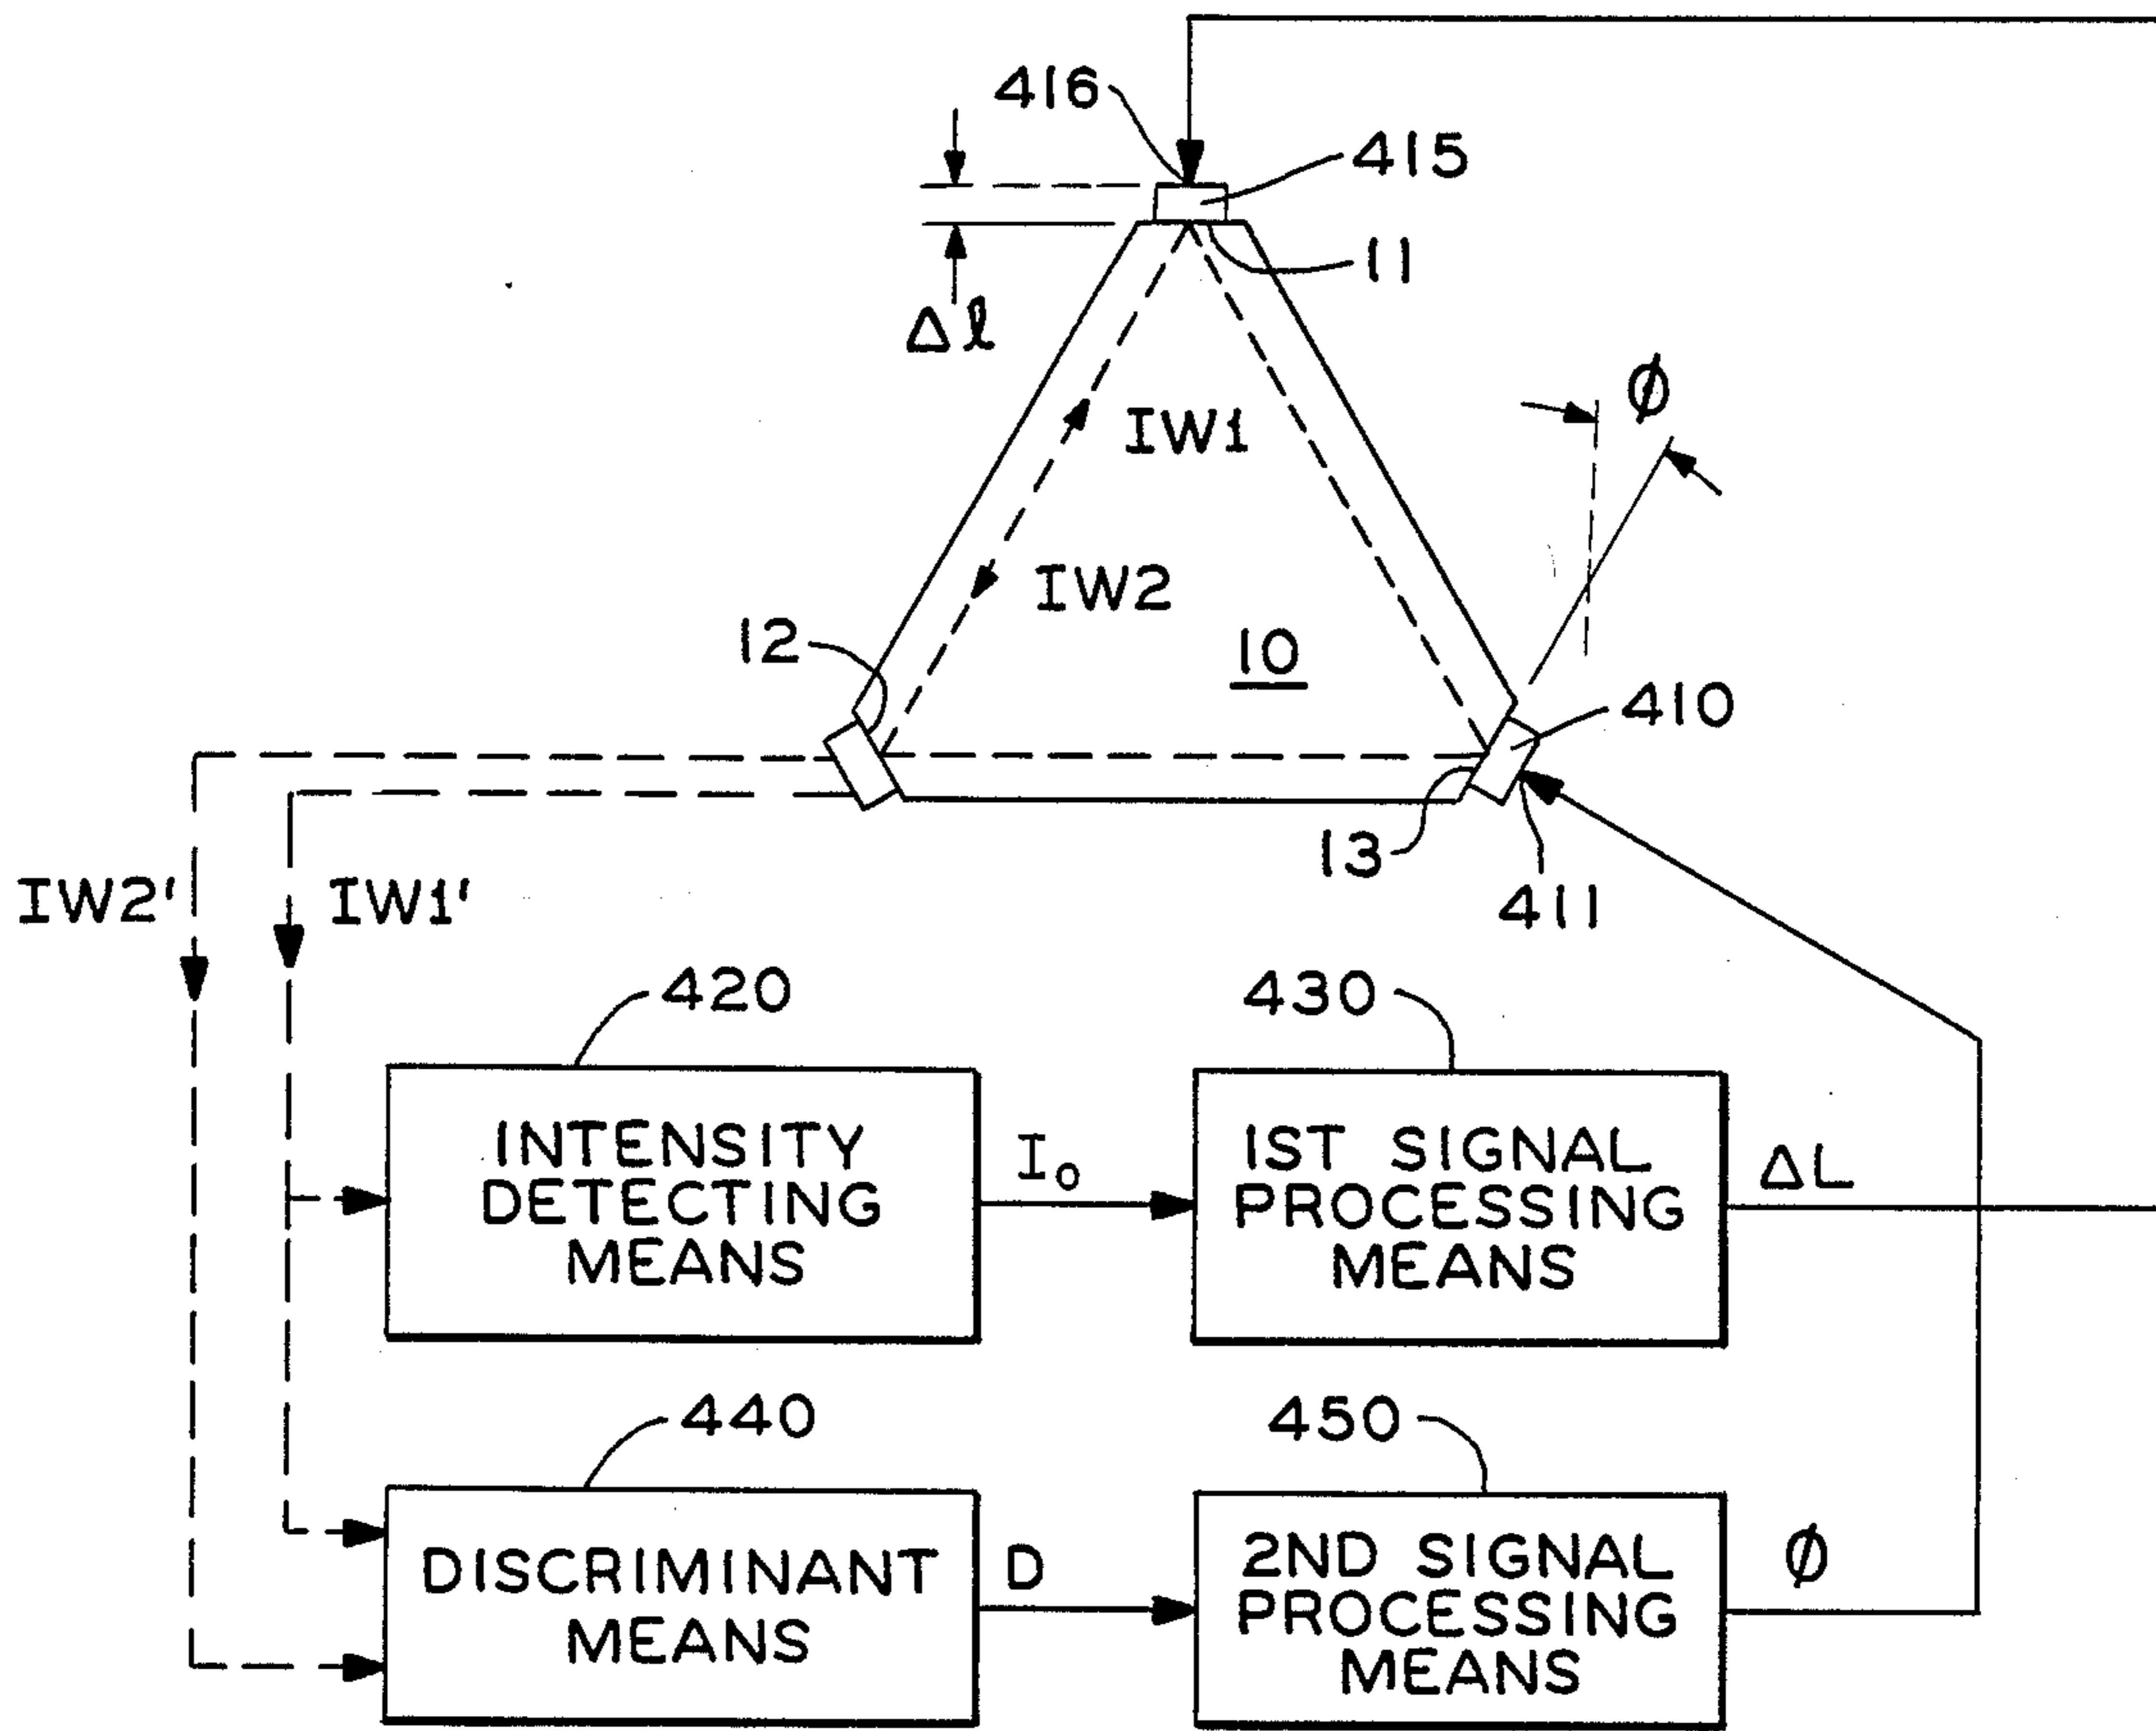 416
415
11
Δℓ
IW1
ϕ
IW2
12
10
410
13
411
IW2'
IW1'
420
430
INTENSITY
DETECTING
MEANS
I₀
1ST SIGNAL
PROCESSING
MEANS
ΔL
440
450
DISCRIMINANT
MEANS
D
2ND SIGNAL
PROCESSING
MEANS
ϕ